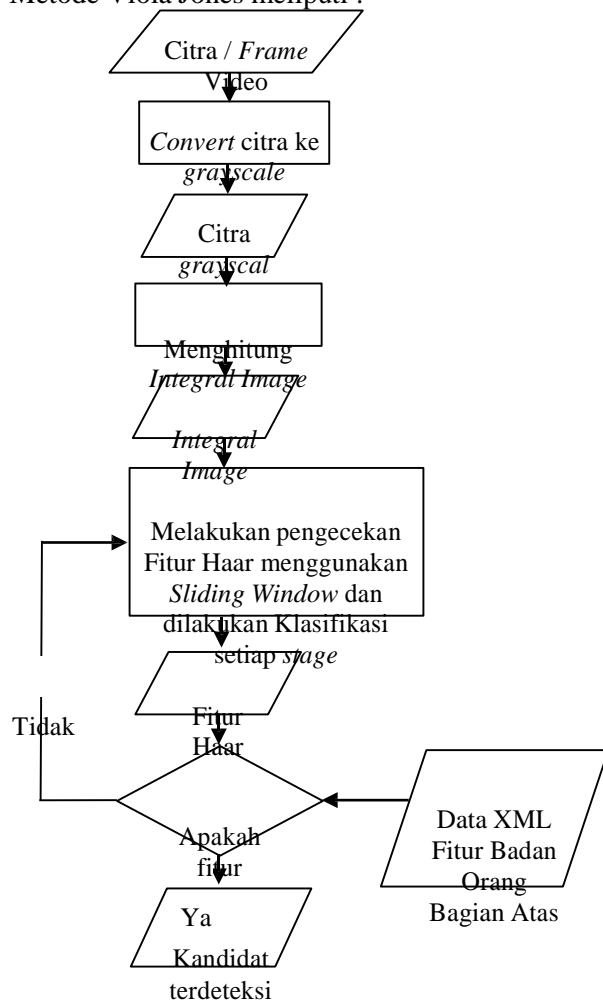 Metode Viola Jones meliputi :
Citra / Frame
Video
Convert citra ke
grayscale
Citra
grayscal
Menghitung
Integral Image
Integral
Image
Melakukan pengecekan
Fitur Haar menggunakan
Sliding Window dan
dilakukan Klasifikasi
setiap stage
Fitur
Haar
Tidak
Apakah
fitur
Data XML
Fitur Badan
Orang
Bagian Atas
Ya
Kandidat
terdeteksi